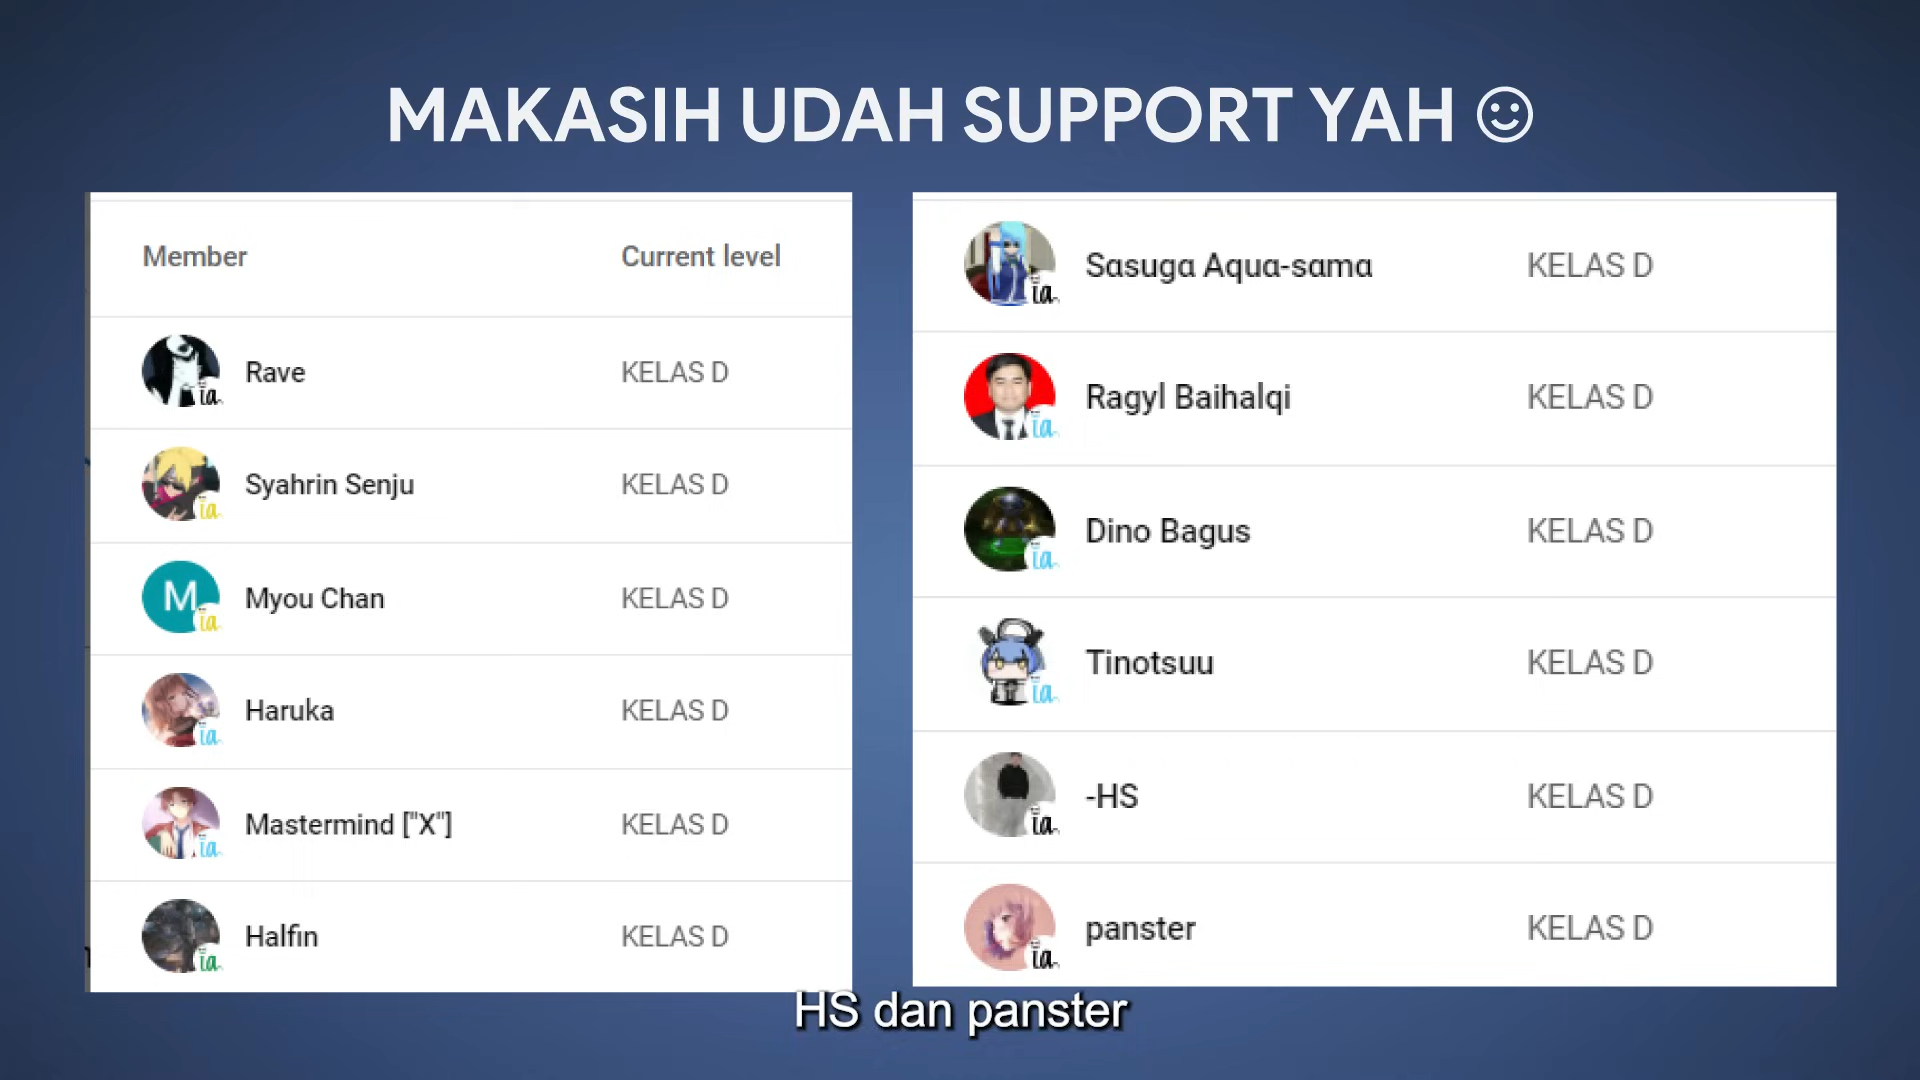 MAKASIH UDAH SUPPORT YAH ☺
Member Current level
Rave KELAS D
Syahrin Senju KELAS D
M Myou Chan KELAS D
Haruka KELAS D
Mastermind ["X"] KELAS D
Halfin KELAS D
Sasuga Aqua-sama KELAS D
Ragyl Baihalqi KELAS D
Dino Bagus KELAS D
Tinotsuu KELAS D
-HS KELAS D
panster KELAS D
HS dan panster